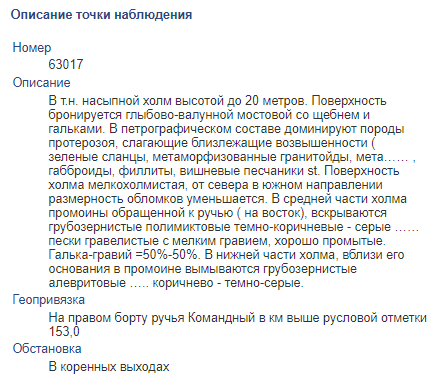 Описание точки наблюдения
Номер
63017
Описание
В т.н. насыпной холм высотой до 20 метров. Поверхность
бронируется глыбово-валунной мостовой со щебнем и
гальками. В петрографическом составе доминируют породы
протерозоя, слагающие близлежащие возвышенности (
зеленые сланцы, метаморфизованные гранитойды, мета...... ,
габброиды, филлиты, вишневые песчаники st. Поверхность
холма мелкохолмистая, от севера в южном направлении
размерность обломков уменьшается. В средней части холма
промоины обращенной к ручью ( на восток), вскрываются
грубозернистые полимиктовые темно-коричневые - серые ......
пески гравелистые с мелким гравием, хорошо промытые.
Галька-гравий =50%-50%. В нижней части холма, вблизи его
основания в промоине вымываются грубозернистые
алевритовые ..... коричнево - темно-серые.
Геопривязка
На правом борту ручья Командный в км выше русловой отметки
153,0
Обстановка
В коренных выходах